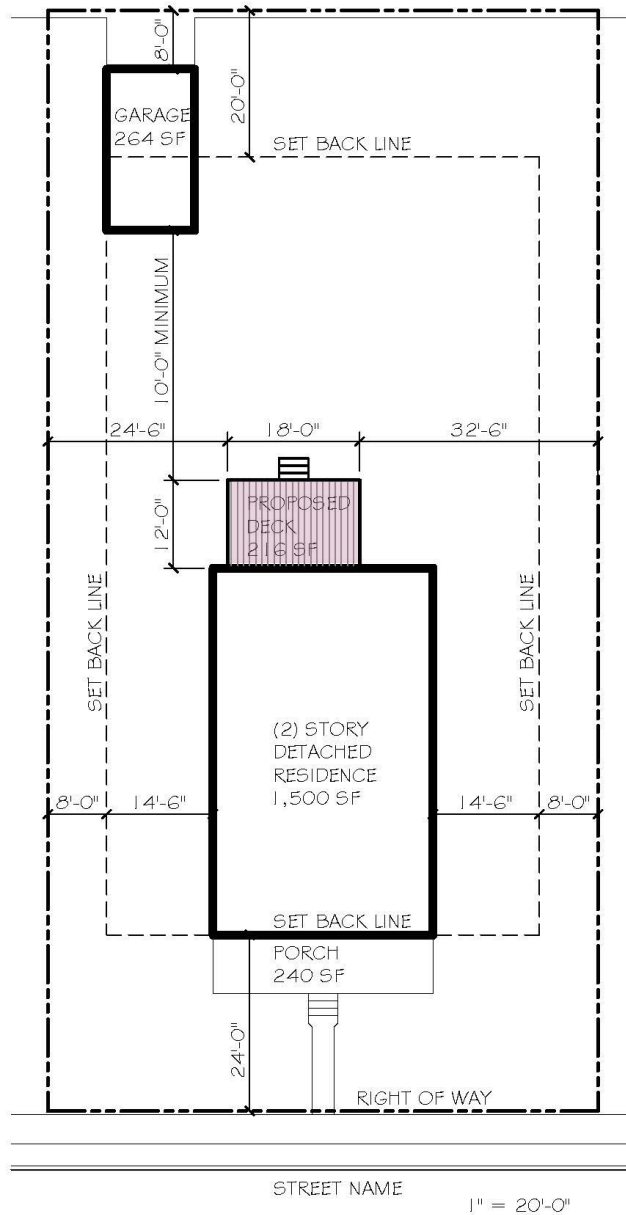 8'-0"
20'-0"
GARAGE
264 SF
SET BACK LINE
10'-0" MINIMUM
24'-6"
18'-0"
32'-6"
12'-0"
PROPOSED
DECK
216 SF
SET BACK LINE
SET BACK LINE
(2) STORY
DETACHED
RESIDENCE
1,500 SF
8'-0"
14'-6"
14'-6"
8'-0"
SET BACK LINE
PORCH
240 SF
24'-0"
RIGHT OF WAY
STREET NAME
1" = 20'-0"